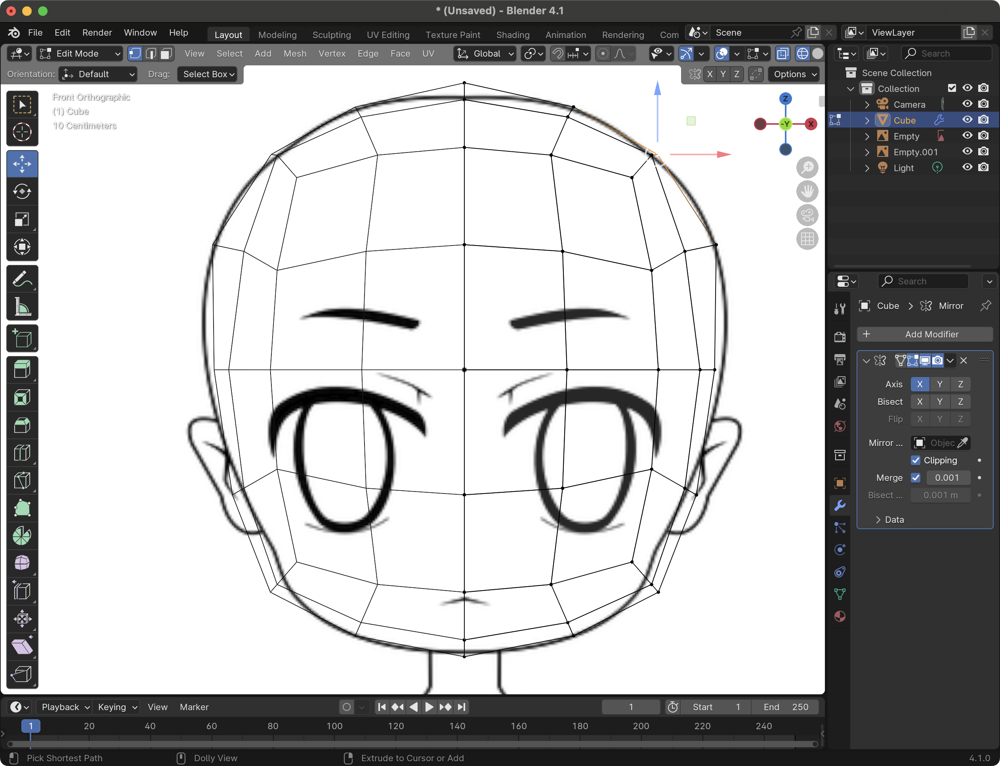 * (Unsaved) - Blender 4.1
File Edit Render Window Help Layout Modeling Sculpting UV Editing Texture Paint Shading Animation Rendering Com Scene ViewLayer
Edit Mode View Select Add Mesh Vertex Edge Face UV Global Search
Orientation: Default Drag: Select Box X Y Z Options
Scene Collection
Collection
Camera
Cube
Empty
Empty.001
Light
Front Orthographic
(1) Cube
10 Centimeters
Z
-Y X
Search
Cube > Mirror
+ Add Modifier
Axis X Y Z
Bisect X Y Z
Flip X Y Z
Mirror ... Objec
Clipping
Merge 0.001
Bisect ... 0.001 m
Data
Playback Keying View Marker 1 Start 1 End 250
1 20 40 60 80 100 120 140 160 180 200 220 240
Pick Shortest Path Dolly View Extrude to Cursor or Add 4.1.0